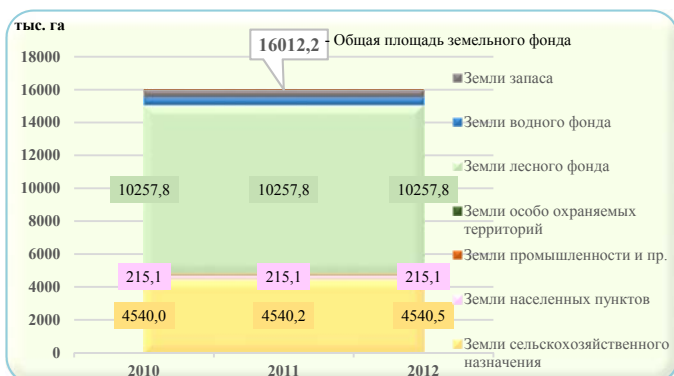 тыс. га
16012,2
- Общая площадь земельного фонда
18000
16000
14000
12000
10000
8000
6000
4000
2000
0
10257,8 10257,8 10257,8
215,1 215,1 215,1
4540,0 4540,2 4540,5
2010 2011 2012
Земли запаса
Земли водного фонда
Земли лесного фонда
Земли особо охраняемых
территорий
Земли промышленности и пр.
Земли населенных пунктов
Земли сельскохозяйственного
назначения